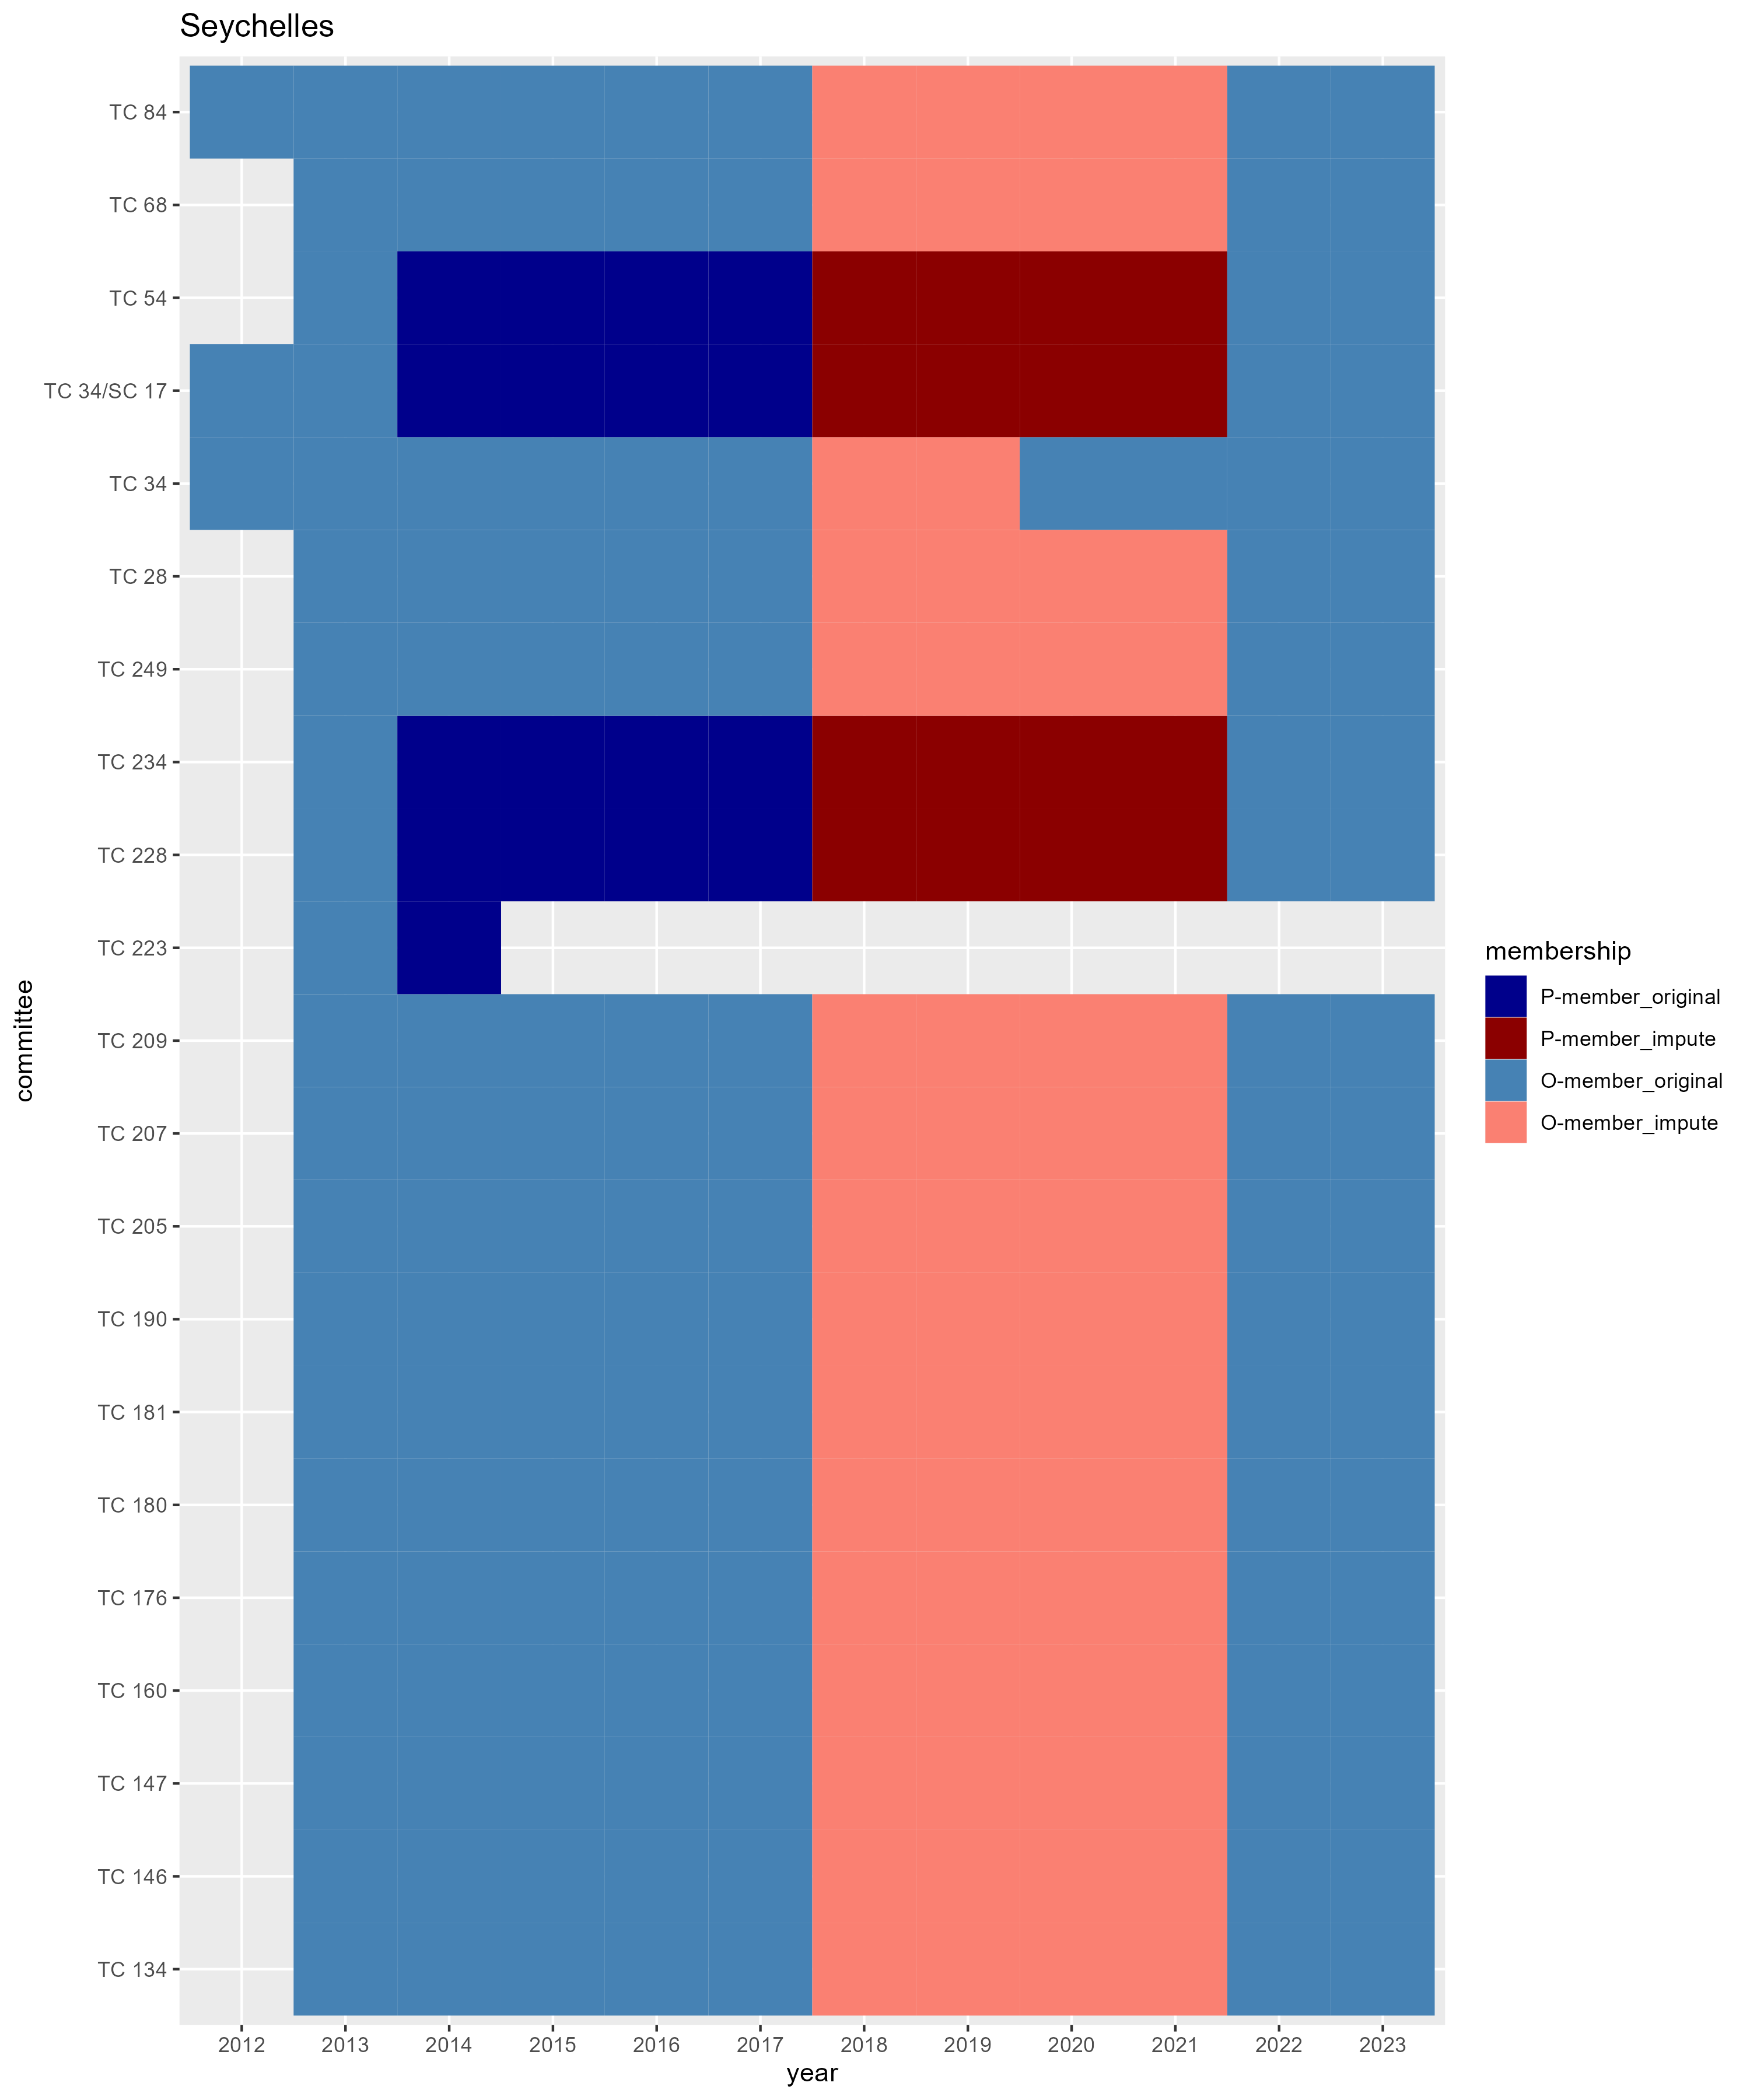 Seychelles
TC 84
TC 68
TC 54
TC 34/SC 17
TC 34
TC 28
TC 249
TC 234
TC 228
TC 223
TC 209
TC 207
TC 205
TC 190
TC 181
TC 180
TC 176
TC 160
TC 147
TC 146
TC 134
committee
2012 2013 2014 2015 2016 2017 2018 2019 2020 2021 2022 2023
year
membership
P-member_original
P-member_impute
O-member_original
O-member_impute